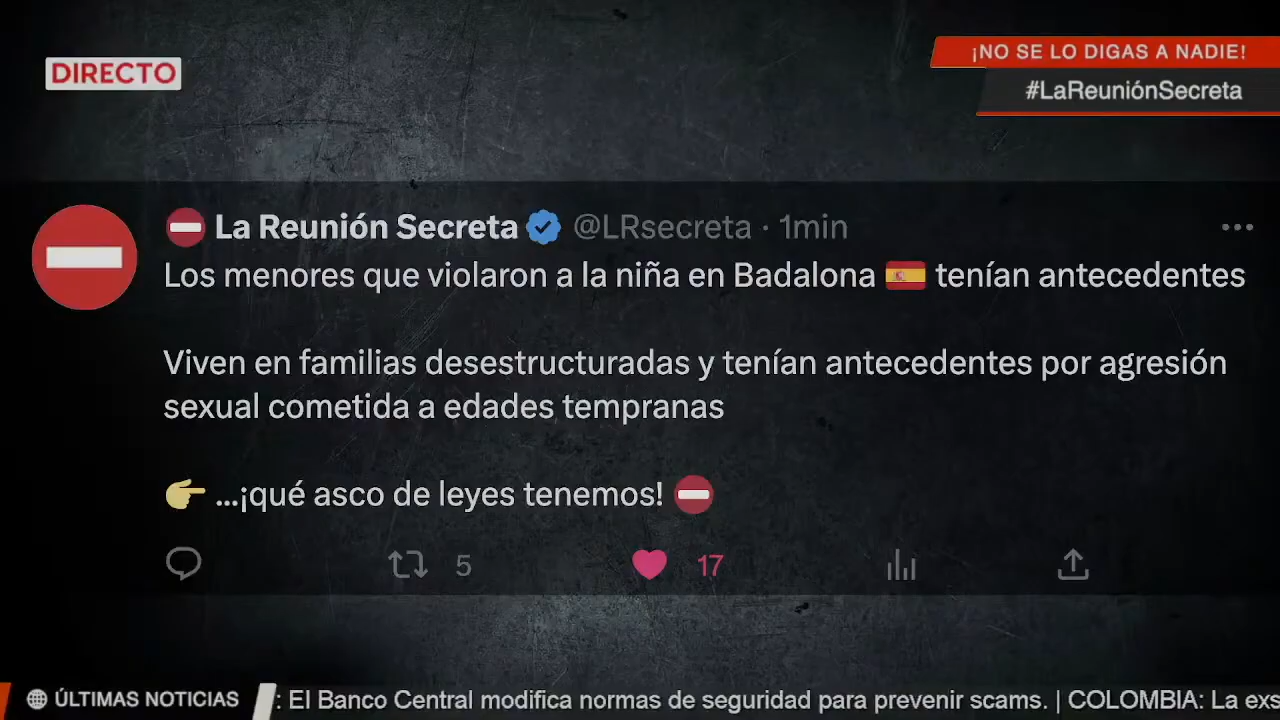 DIRECTO
¡NO SE LO DIGAS A NADIE!
#LaReuniónSecreta
⛔ La Reunión Secreta @LRsecreta · 1min
Los menores que violaron a la niña en Badalona 🇪🇸 tenían antecedentes
Viven en familias desestructuradas y tenían antecedentes por agresión
sexual cometida a edades tempranas
👉 ...¡qué asco de leyes tenemos! ⛔
5
17
ÚLTIMAS NOTICIAS
: El Banco Central modifica normas de seguridad para prevenir scams. | COLOMBIA: La exs